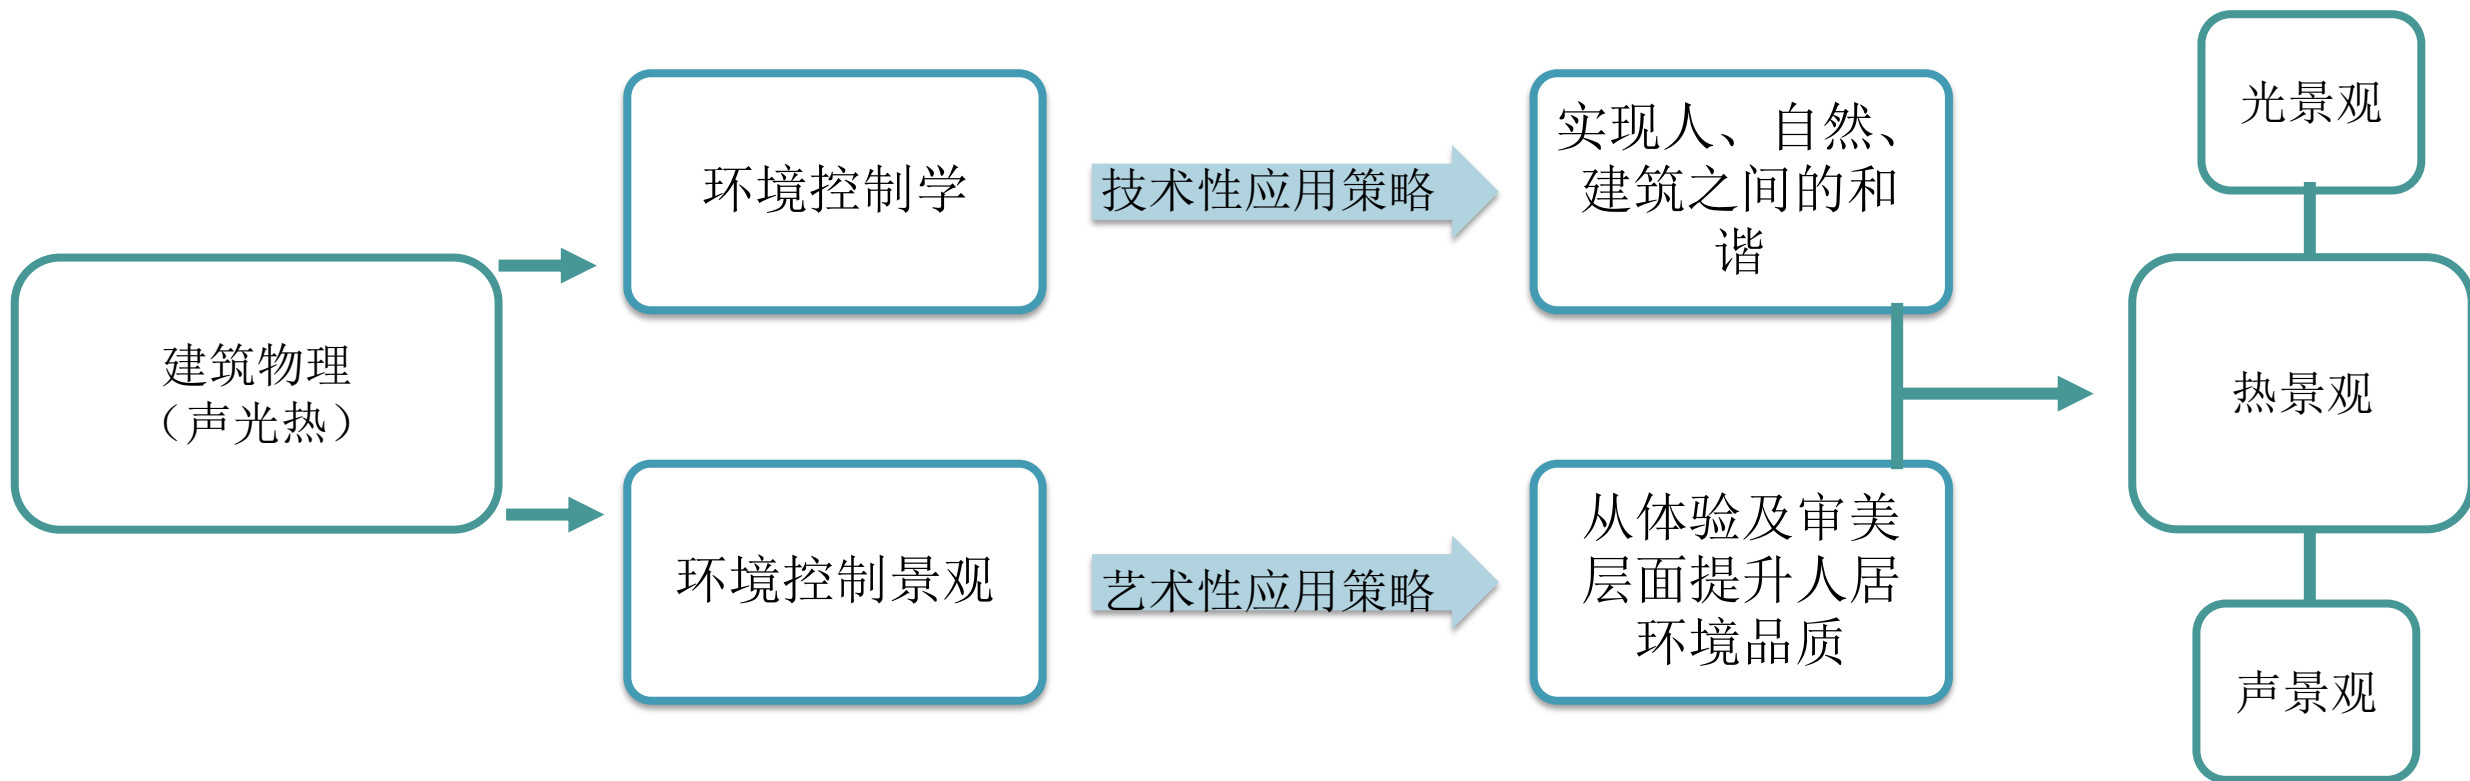 建筑物理
（声光热）
环境控制学
技术性应用策略
实现人、自然、
建筑之间的和
谐
环境控制景观
艺术性应用策略
从体验及审美
层面提升人居
环境品质
光景观
热景观
声景观